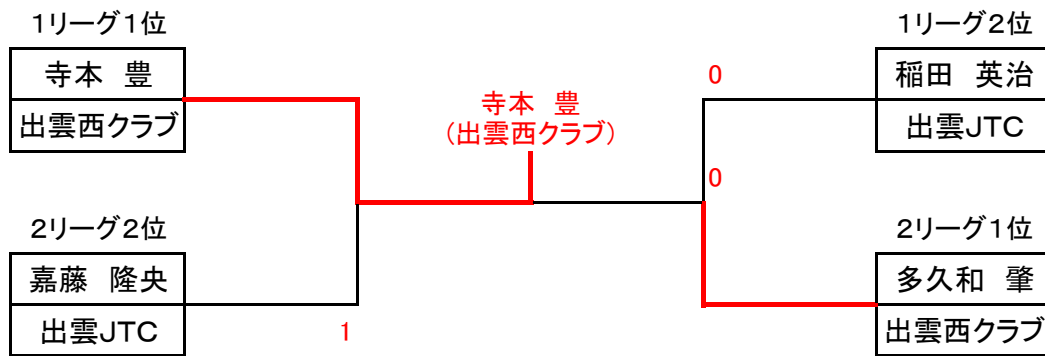 1リーグ1位
寺本　豊
出雲西クラブ
2リーグ2位
嘉藤　隆央
出雲JTC
1
寺本　豊
（出雲西クラブ）
0
0
1リーグ2位
稲田　英治
出雲JTC
2リーグ1位
多久和　肇
出雲西クラブ